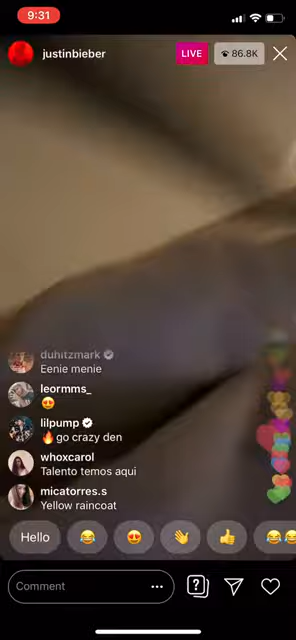 9:31
justinbieber LIVE 86.8K
duhitzmark
Eenie menie
leormms_
😍
lilpump
🔥go crazy den
whoxcarol
Talento temos aqui
micatorres.s
Yellow raincoat
Hello 😂 😍 👋 👍 😂😂
Comment